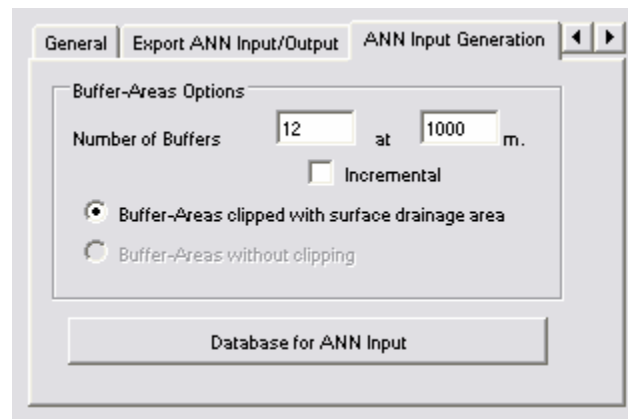 General Export ANN Input/Output ANN Input Generation
Buffer-Areas Options
Number of Buffers 12 at 1000 m.
Incremental
Buffer-Areas clipped with surface drainage area
Buffer-Areas without clipping
Database for ANN Input